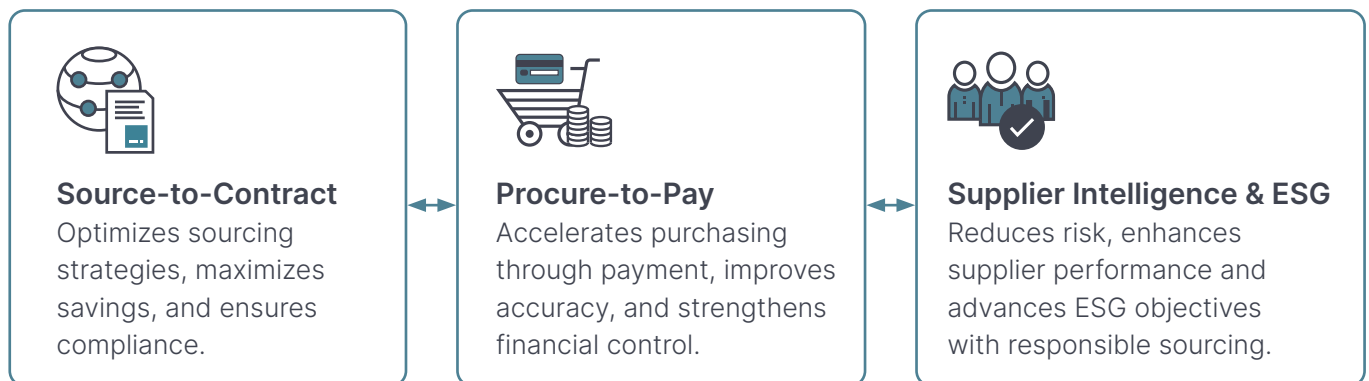 Source-to-Contract
Optimizes sourcing
strategies, maximizes
savings, and ensures
compliance.
Procure-to-Pay
Accelerates purchasing
through payment, improves
accuracy, and strengthens
financial control.
Supplier Intelligence & ESG
Reduces risk, enhances
supplier performance and
advances ESG objectives
with responsible sourcing.